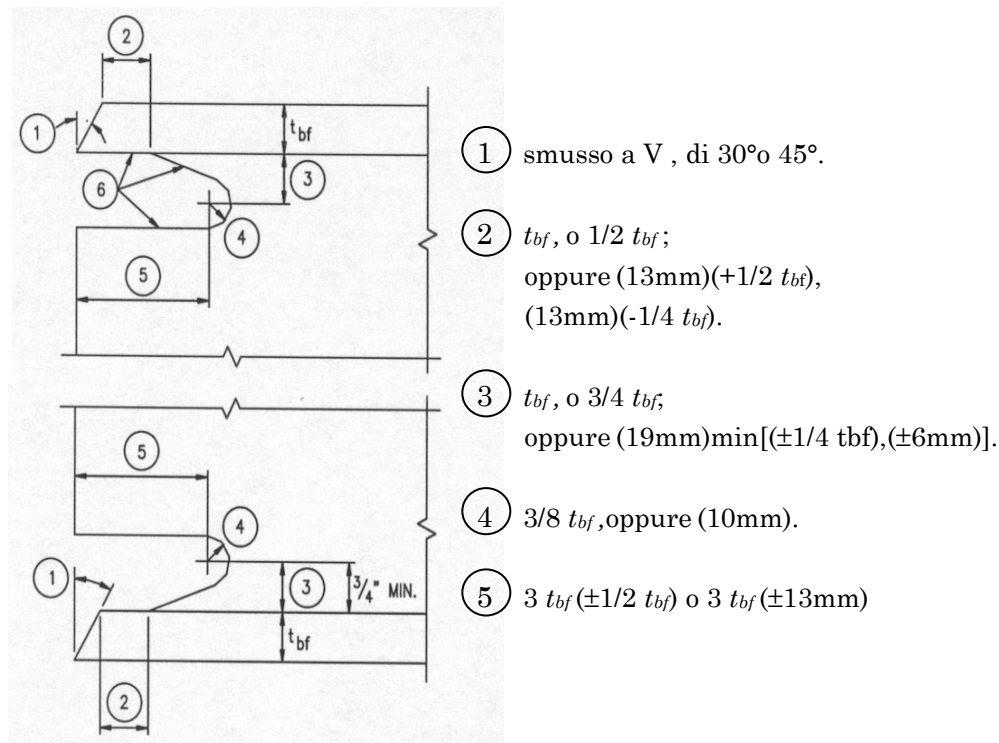 2
1
t bf
3
6
4
5
5
4
1
3
3/4" MIN.
t bf
2
1 smusso a V , di 30°o 45°.
2 tbf, o 1/2 tbf;
oppure (13mm)(+1/2 tbf),
(13mm)(-1/4 tbf).
3 tbf, o 3/4 tbf;
oppure (19mm)min[(±1/4 tbf),(±6mm)].
4 3/8 tbf,oppure (10mm).
5 3 tbf(±1/2 tbf) o 3 tbf(±13mm)